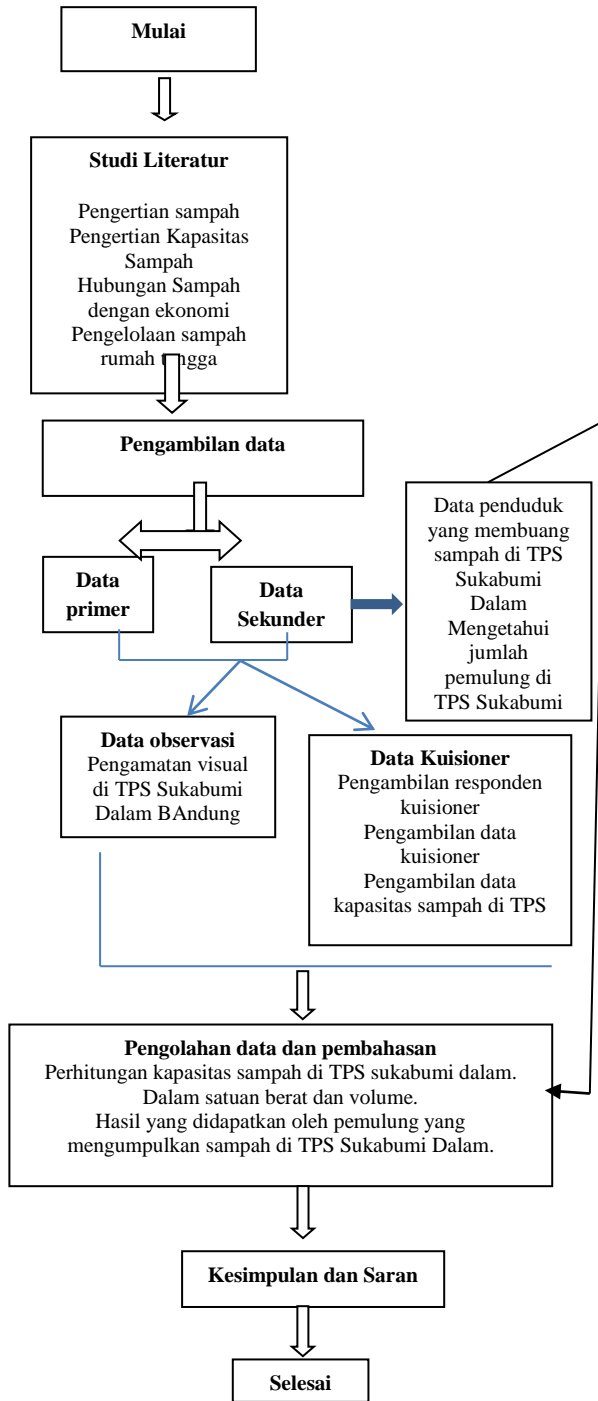 Mulai
Studi Literatur
Pengertian sampah
Pengertian Kapasitas
Sampah
Hubungan Sampah
dengan ekonomi
Pengelolaan sampah
rumah tangga
Pengambilan data
Data
primer
Data
Sekunder
Data penduduk
yang membuang
sampah di TPS
Sukabumi
Dalam
Mengetahui
jumlah
pemulung di
TPS Sukabumi
Data observasi
Pengamatan visual
di TPS Sukabumi
Dalam BAndung
Data Kuisioner
Pengambilan responden
kuisioner
Pengambilan data
kuisioner
Pengambilan data
kapasitas sampah di TPS
Pengolahan data dan pembahasan
Perhitungan kapasitas sampah di TPS sukabumi dalam.
Dalam satuan berat dan volume.
Hasil yang didapatkan oleh pemulung yang
mengumpulkan sampah di TPS Sukabumi Dalam.
Kesimpulan dan Saran
Selesai